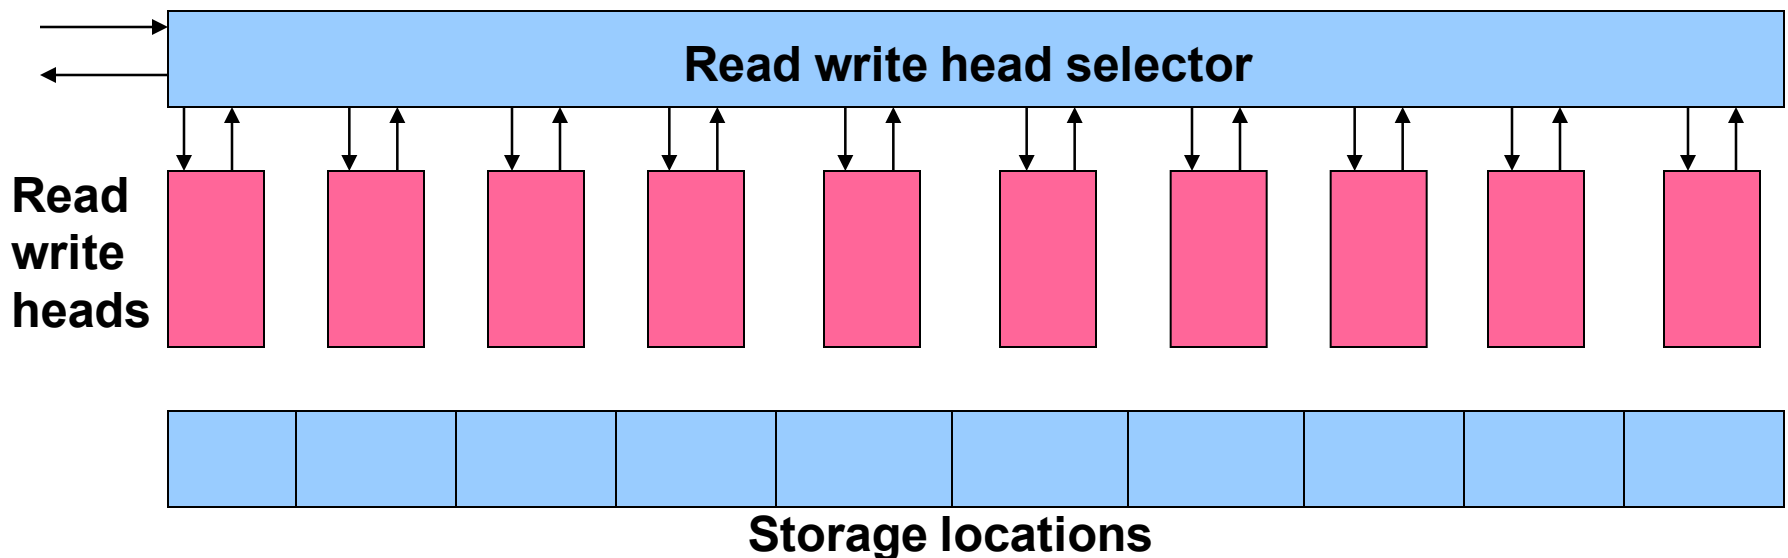 Read write head selector
Read
write
heads
Storage locations